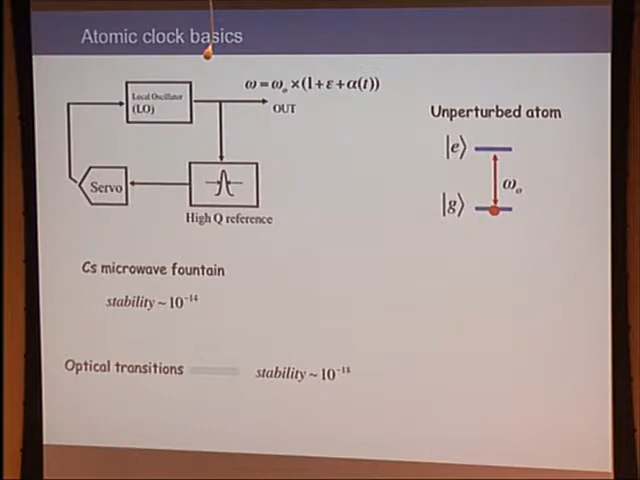 Atomic clock basics
Local Oscillator
(LO)
ω = ω₀ × (1 + ε + α(t))
OUT
Servo
High Q reference
Unperturbed atom
|e⟩
ω₀
|g⟩
Cs microwave fountain
stability ~ 10⁻¹⁴
Optical transitions
stability ~ 10⁻¹⁸